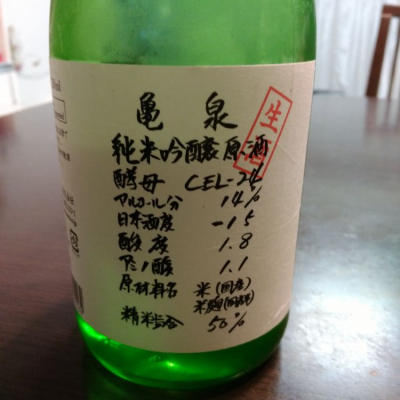 亀泉
生酒
純米吟醸原酒
酵母 CEL-24
アルコール分 14%
日本酒度 -15
酸度 1.8
アミノ酸 1.1
原材料名 米(国産)
米麹(国産米)
精米歩合 50%